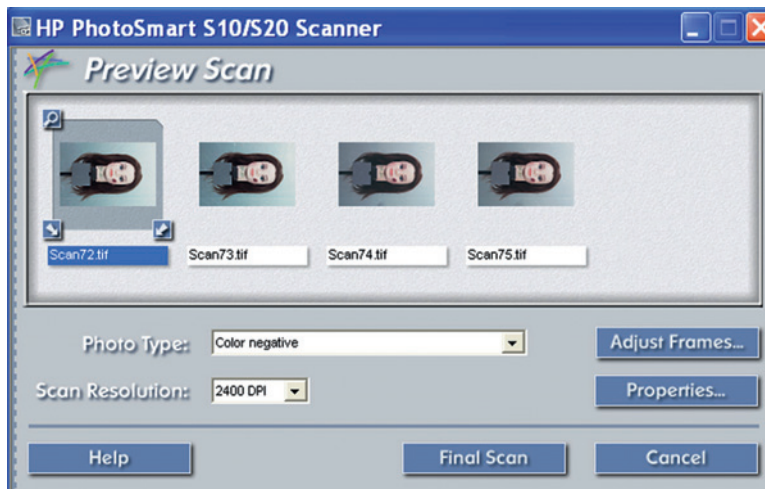 HP PhotoSmart S10/S20 Scanner
Preview Scan
Scan72.tif Scan73.tif Scan74.tif Scan75.tif
Photo Type: Color negative Adjust Frames...
Scan Resolution: 2400 DPI Properties...
Help Final Scan Cancel